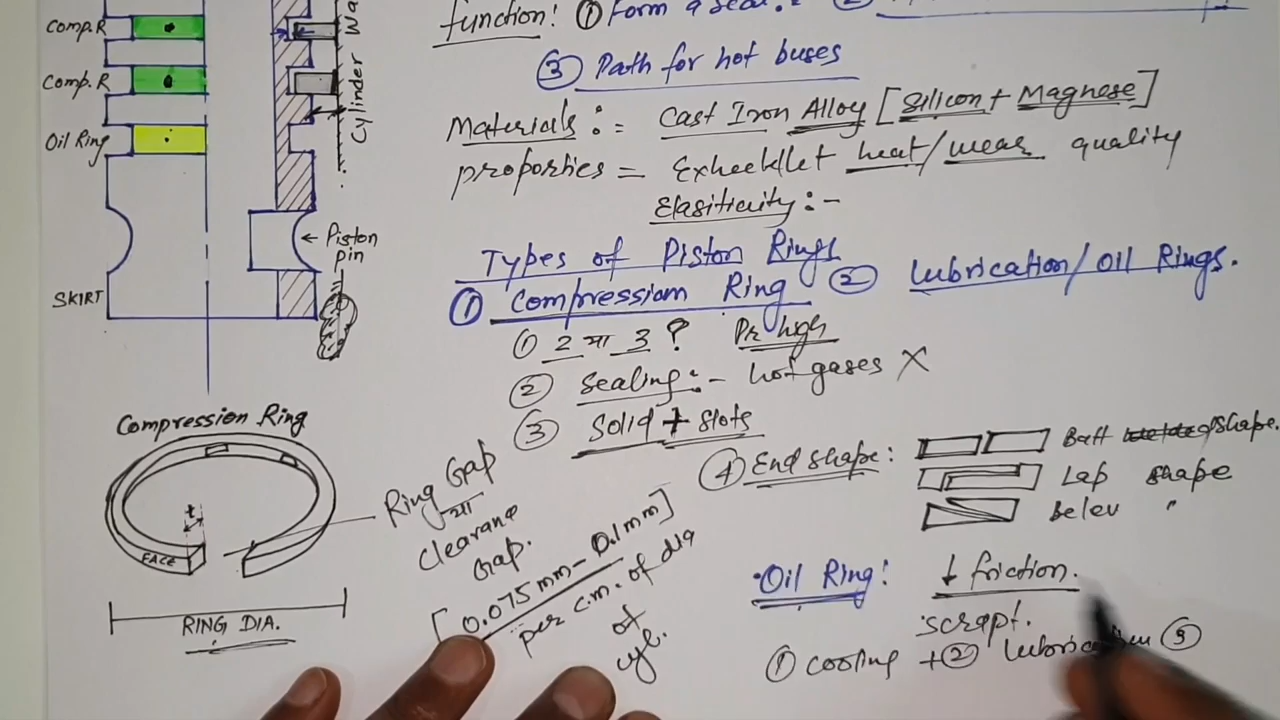 Comp.R
Comp.R
Oil Ring
Cylinder Wa
Piston
pin
SKIRT
function: ① Form a seal.
③ Path for hot buses
Materials := Cast Iron Alloy [Silicon + Magnese]
proporties = heat/wear quality
Elasiticity :-
Types of Piston Rings
① Compression Ring ② lubrication/Oil Rings.
① 2 या 3 ? Pr high
② Sealing :- hot gases X
③ Solid + Slots
④ End shape : Butt shape.
Lap shape
Belev "
Compression Ring
t
FACE
RING DIA.
Ring Gap
या
Clearance
Gap.
[0.075 mm - 0.1 mm]
per c.m. of dia
of
cyl.
Oil Ring: ↓ friction.
scrapt.
① cooling + ② lubrication ③